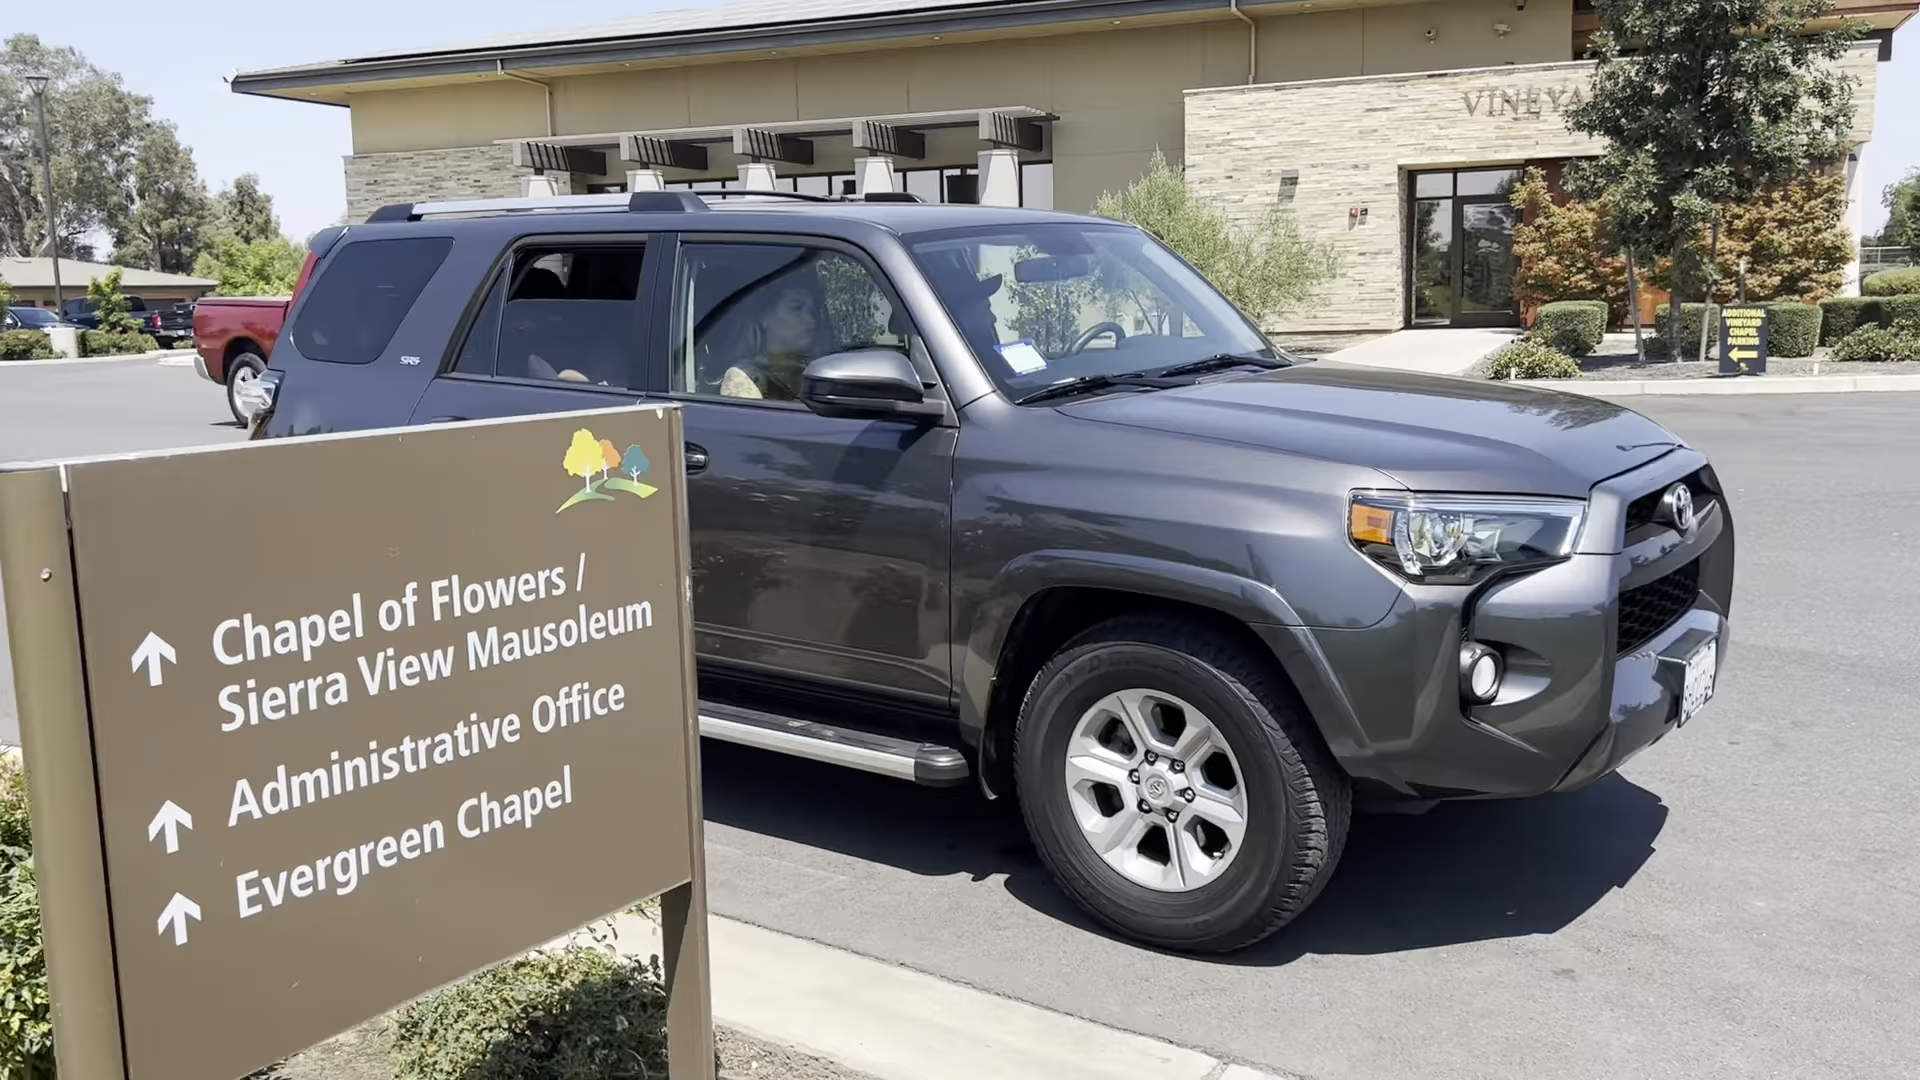 VINEYA
SR5
ADDITIONAL
VINEYARD
CHAPEL
PARKING
Chapel of Flowers /
Sierra View Mausoleum
Administrative Office
Evergreen Chapel